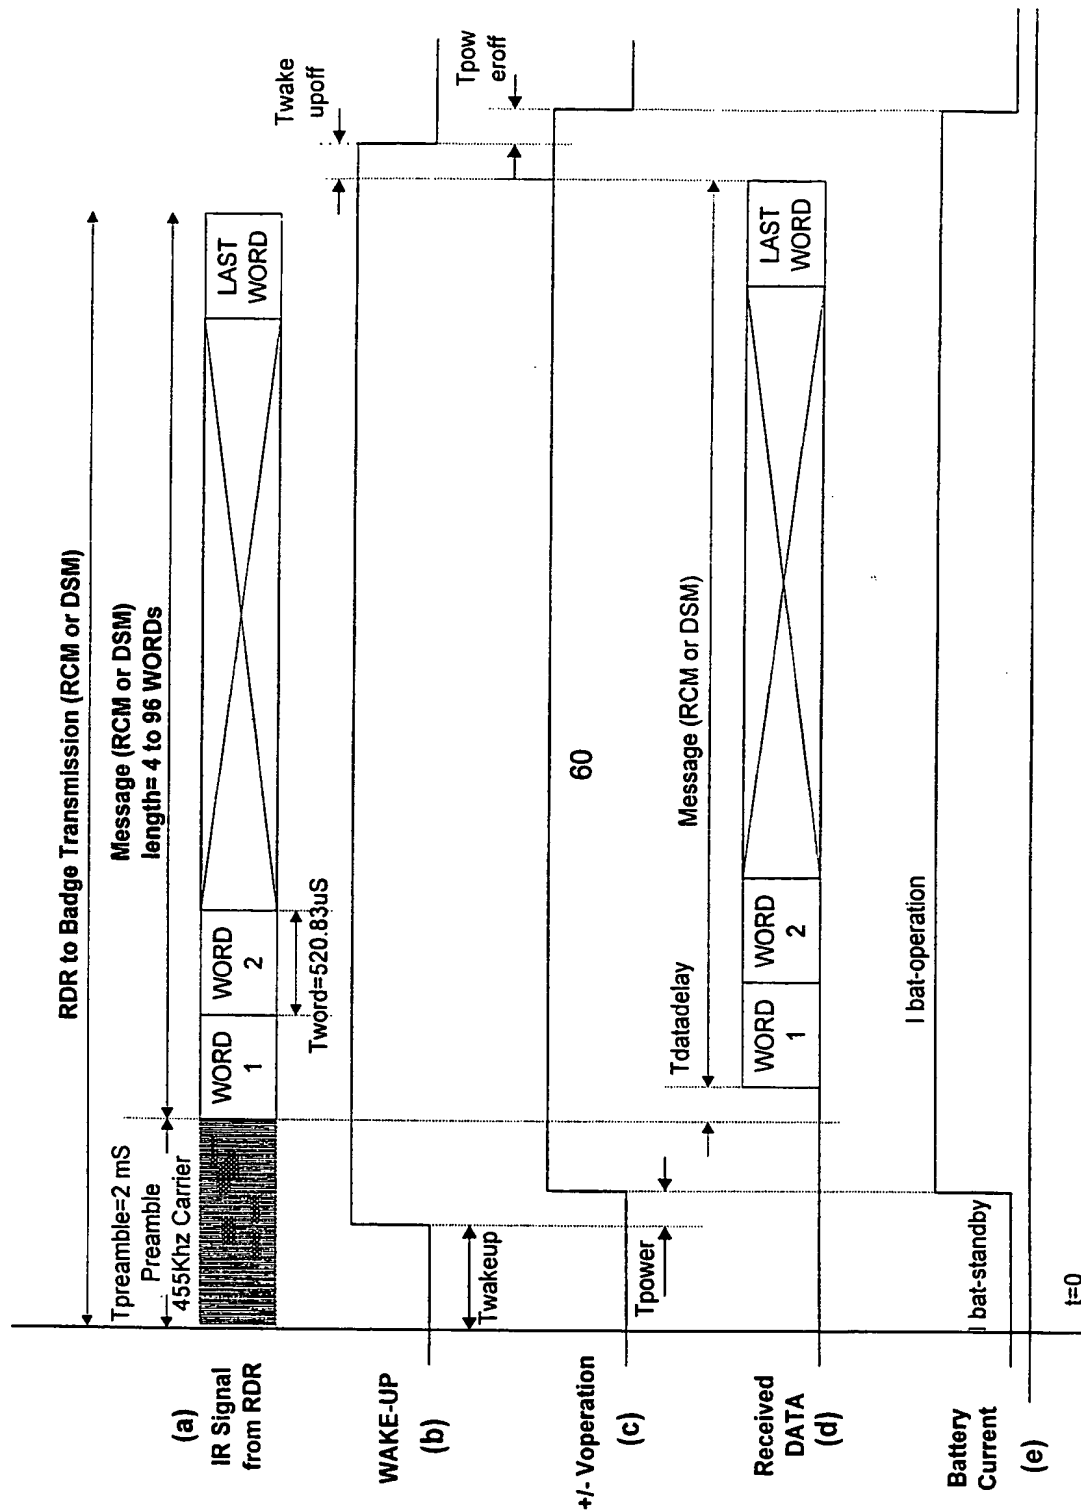 RDR to Badge Transmission (RCM or DSM)
Message (RCM or DSM)
length= 4 to 96 WORDs
Tpreamble=2 mS
Preamble
455Khz Carrier
(a)
IR Signal
from RDR
WORD
1
WORD
2
LAST
WORD
Tword=520.83uS
Twake
upoff
WAKE-UP
(b)
Twakeup
Tpow
eroff
+/- Voperation
(c)
60
Tpower
Message (RCM or DSM)
Tdatadelay
Received
DATA
(d)
WORD
1
WORD
2
LAST
WORD
I bat-operation
Battery
Current
(e)
I bat-standby
t=0